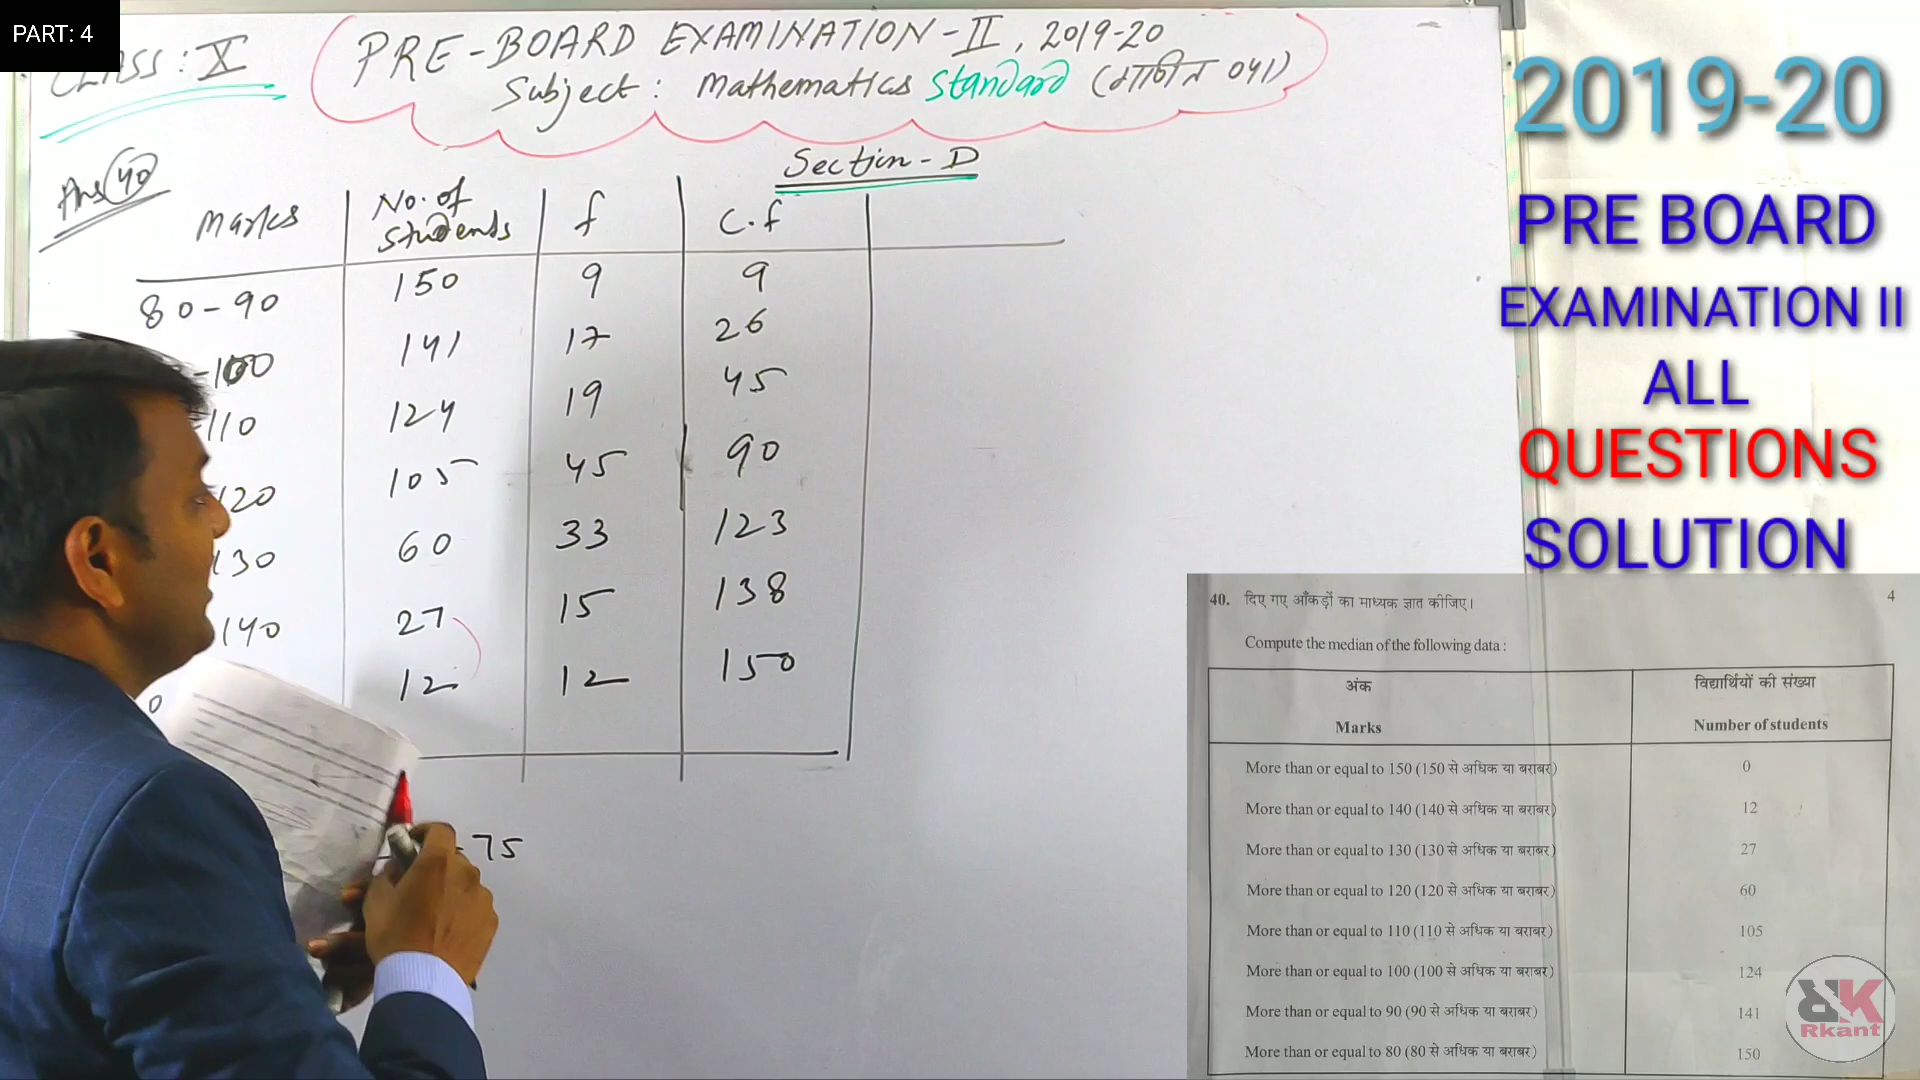 PART: 4
CLASS: X
PRE-BOARD EXAMINATION-II, 2019-20
Subject: Mathematics Standard (गणित 041)
Section-D
Ans 40
Marks No. of students f C.f
80-90 150 9 9
-100 141 17 26
110 124 19 45
120 105 45 90
130 60 33 123
140 27 15 138
0 12 12 150
75
2019-20
PRE BOARD
EXAMINATION II
ALL
QUESTIONS
SOLUTION
4
40. दिए गए आँकड़ों का माध्यक ज्ञात कीजिए।
Compute the median of the following data :
अंक विद्यार्थियों की संख्या
Marks Number of students
More than or equal to 150 (150 से अधिक या बराबर) 0
More than or equal to 140 (140 से अधिक या बराबर) 12
More than or equal to 130 (130 से अधिक या बराबर) 27
More than or equal to 120 (120 से अधिक या बराबर) 60
More than or equal to 110 (110 से अधिक या बराबर) 105
More than or equal to 100 (100 से अधिक या बराबर) 124
More than or equal to 90 (90 से अधिक या बराबर) 141
More than or equal to 80 (80 से अधिक या बराबर) 150
RK
Rkant